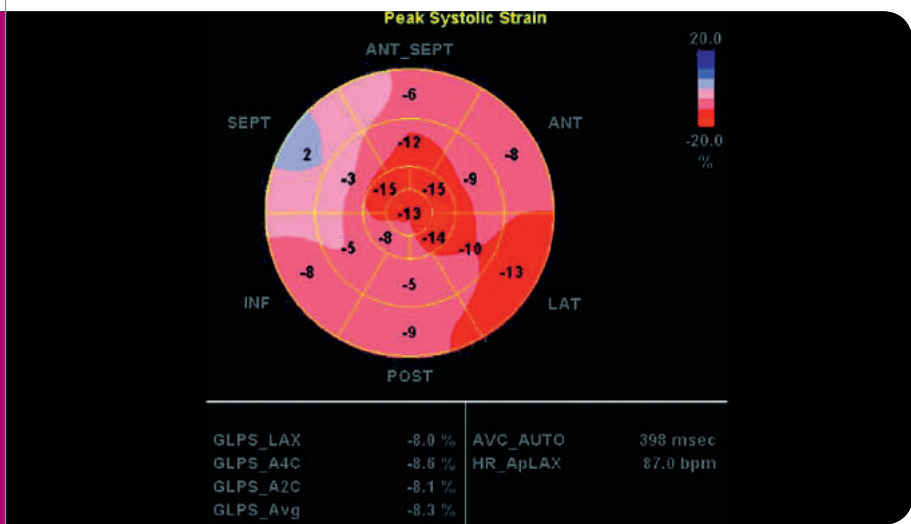 Peak Systolic Strain
20.0
-20.0
%
ANT_SEPT
SEPT
ANT
-6
2
-12
-8
-3
-9
-15
-15
-13
-8
-14
-5
-10
-8
-5
-13
-9
INF
LAT
POST
GLPS_LAX -8.0 % AVC_AUTO 398 msec
GLPS_A4C -8.6 % HR_ApLAX 87.0 bpm
GLPS_A2C -8.1 %
GLPS_Avg -8.3 %